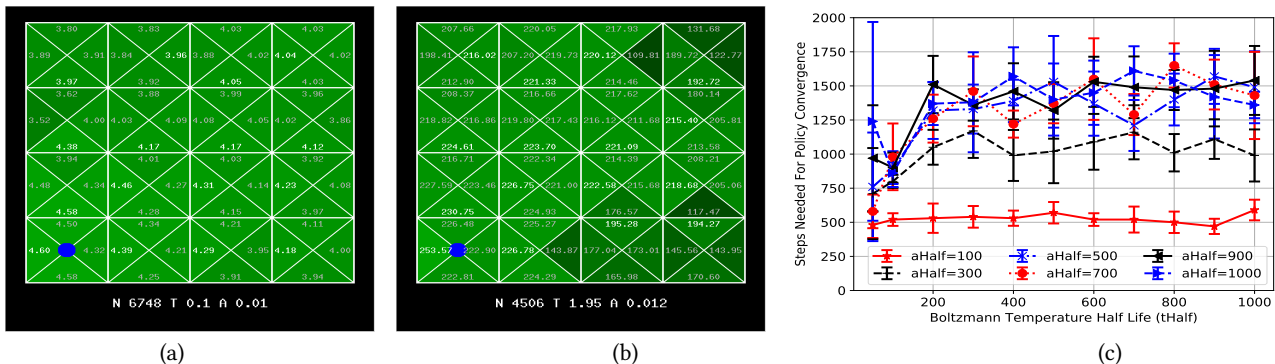 3.80 3.83 4.03 4.03
3.89 3.91 3.84 3.96 4.02 4.04 4.02
3.97 3.92 4.05 4.03
3.62 3.88 3.99 3.96
3.52 4.00 4.03 4.09 4.08 4.05 4.02 3.86
4.38 4.17 4.17 4.12
3.94 4.01 4.03 3.92
4.48 4.34 4.46 4.27 4.31 4.14 4.23 4.08
4.58 4.28 4.15 3.97
4.50 4.34 4.21 4.11
4.60 4.32 4.39 4.21 4.29 3.95 4.18 4.00
4.58 4.25 3.91 3.94
N 6748 T 0.1 A 0.01
(a)
207.66 220.05 217.93 131.68
198.41 216.02 207.20 219.73 220.12 109.81 189.72 122.77
212.90 221.33 214.46 192.72
208.37 216.66 217.62 180.14
218.82 216.86 219.80 217.43 216.12 211.68 215.40 205.81
224.61 223.70 221.09 213.58
216.71 222.34 214.39 208.21
227.59 223.46 226.75 221.00 222.58 215.68 218.68 205.06
230.75 224.93 176.57 117.47
226.48 225.27 195.28 194.27
253.57 222.90 226.78 143.87 177.04 173.01 145.56 143.95
222.81 224.29 165.98 170.60
N 4506 T 1.95 A 0.012
(b)
Steps Needed For Policy Convergence
2000
1750
1500
1250
1000
750
500
250
0
aHalf=100 aHalf=500 aHalf=900
aHalf=300 aHalf=700 aHalf=1000
200 400 600 800 1000
Boltzmann Temperature Half Life (tHalf)
(c)